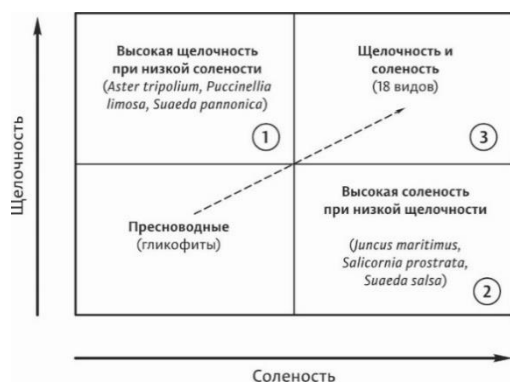 Высокая щелочность
при низкой солености
(Aster tripolium, Puccinellia
limosa, Suaeda pannonica)
1
Щелочность и
соленость
(18 видов)
3
Пресноводные
(гликофиты)
Высокая соленость
при низкой щелочности
(Juncus maritimus,
Salicornia prostrata,
Suaeda salsa)
2
Щелочность
Соленость